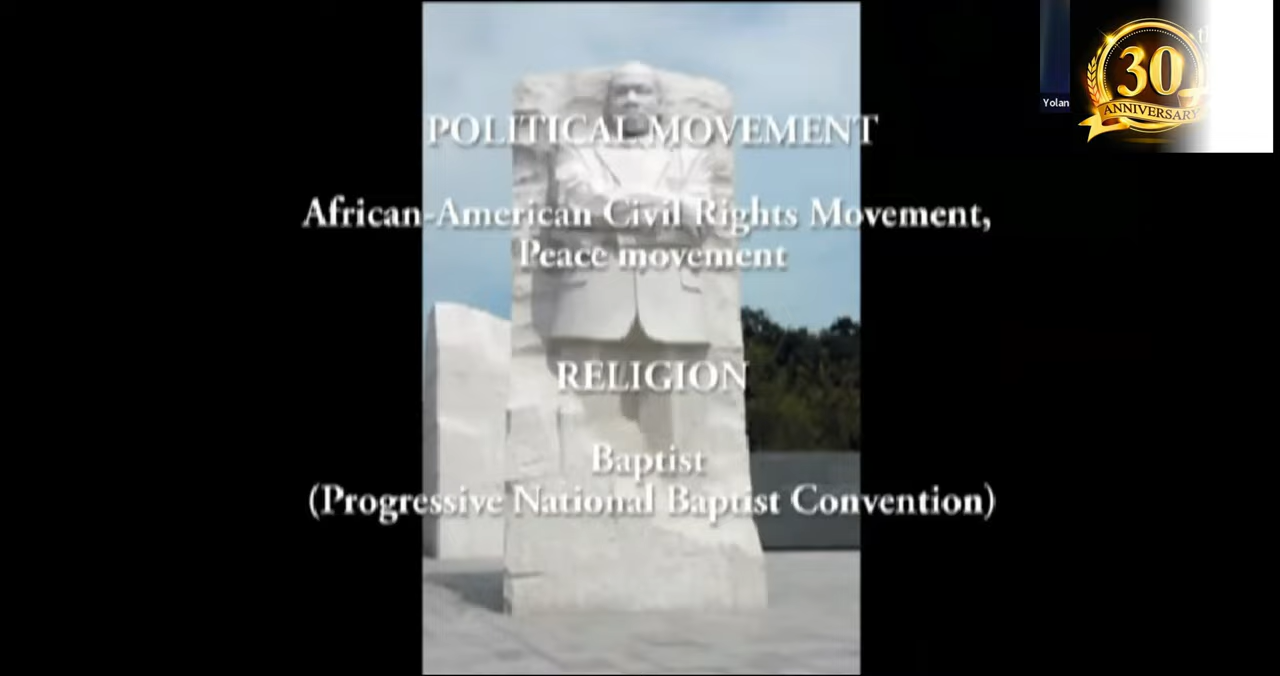 POLITICAL MOVEMENT
African-American Civil Rights Movement,
Peace movement
RELIGION
Baptist
(Progressive National Baptist Convention)
Yolan
30
ANNIVERSARY